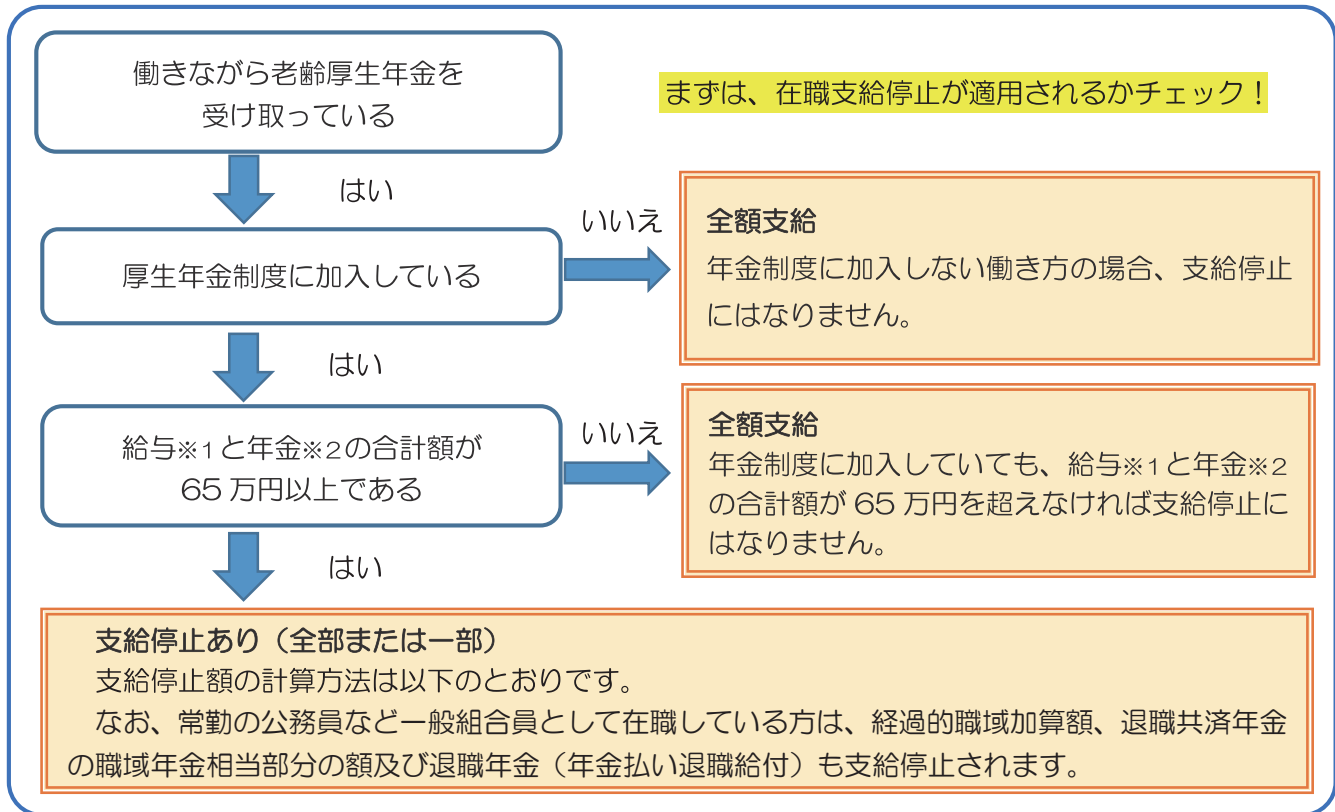 働きながら老齢厚生年金を
受け取っている
まずは、在職支給停止が適用されるかチェック！
はい
いいえ
厚生年金制度に加入している
全額支給
年金制度に加入しない働き方の場合、支給停止
にはなりません。
はい
いいえ
給与※1と年金※2の合計額が
65万円以上である
全額支給
年金制度に加入していても、給与※1と年金※2
の合計額が 65 万円を超えなければ支給停止に
はなりません。
はい
支給停止あり（全部または一部）
支給停止額の計算方法は以下のとおりです。
なお、常勤の公務員など一般組合員として在職している方は、経過的職域加算額、退職共済年金
の職域年金相当部分の額及び退職年金（年金払い退職給付）も支給停止されます。